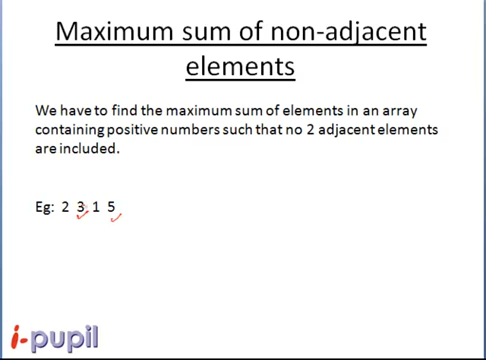 Maximum sum of non-adjacent
elements
We have to find the maximum sum of elements in an array
containing positive numbers such that no 2 adjacent elements
are included.
Eg: 2 3 1 5
i-pupil